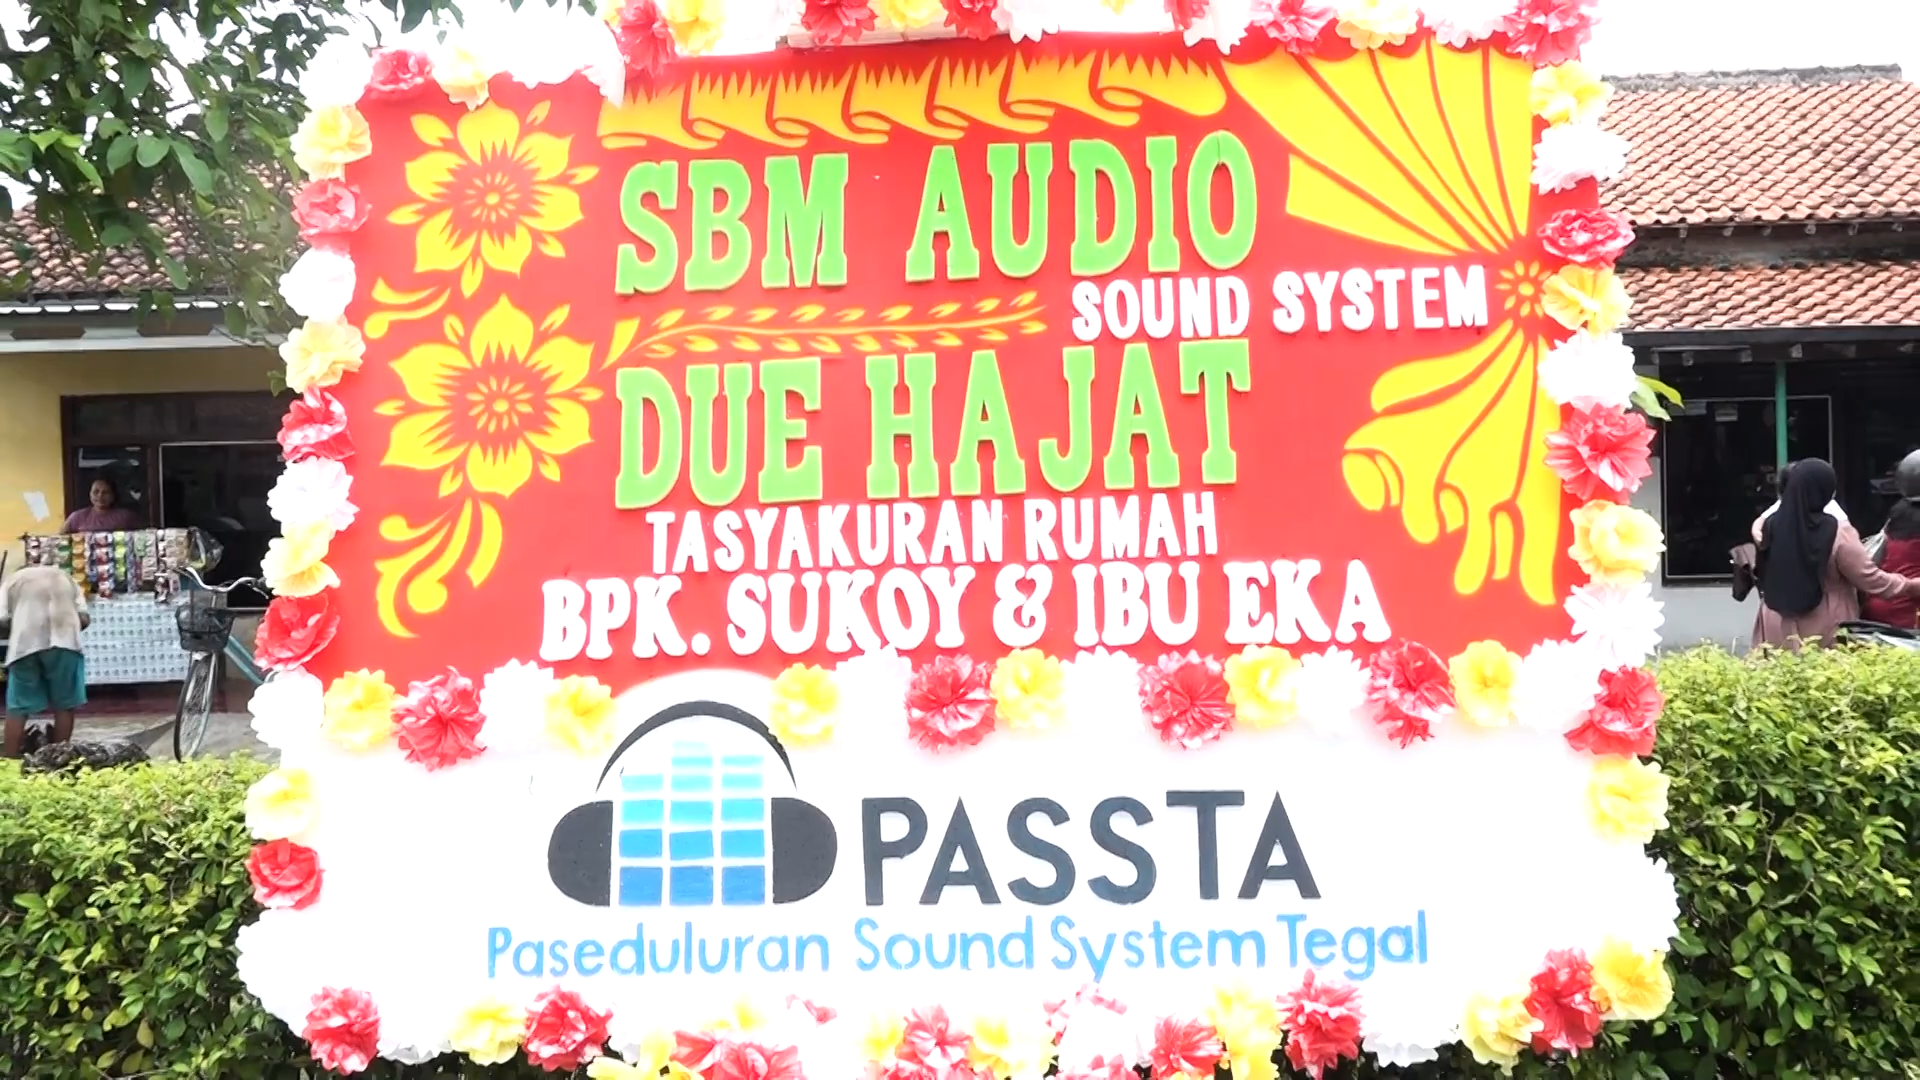 SBM AUDIO
SOUND SYSTEM
DUE HAJAT
TASYAKURAN RUMAH
BPK. SUKOY & IBU EKA
PASSTA
Paseduluran Sound System Tegal